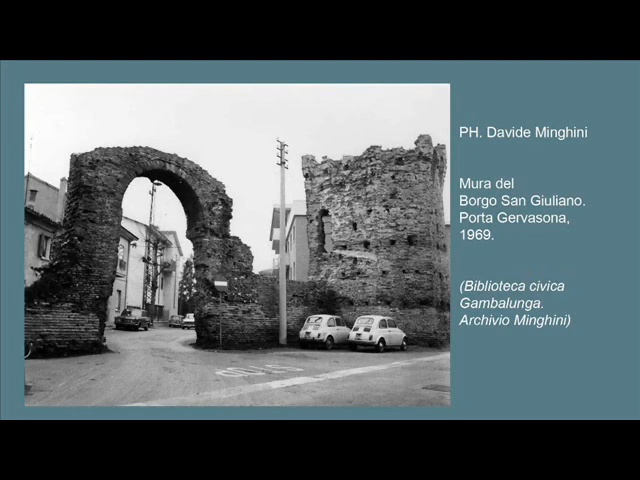 PH. Davide Minghini
Mura del
Borgo San Giuliano.
Porta Gervasona,
1969.
(Biblioteca civica
Gambalunga.
Archivio Minghini)